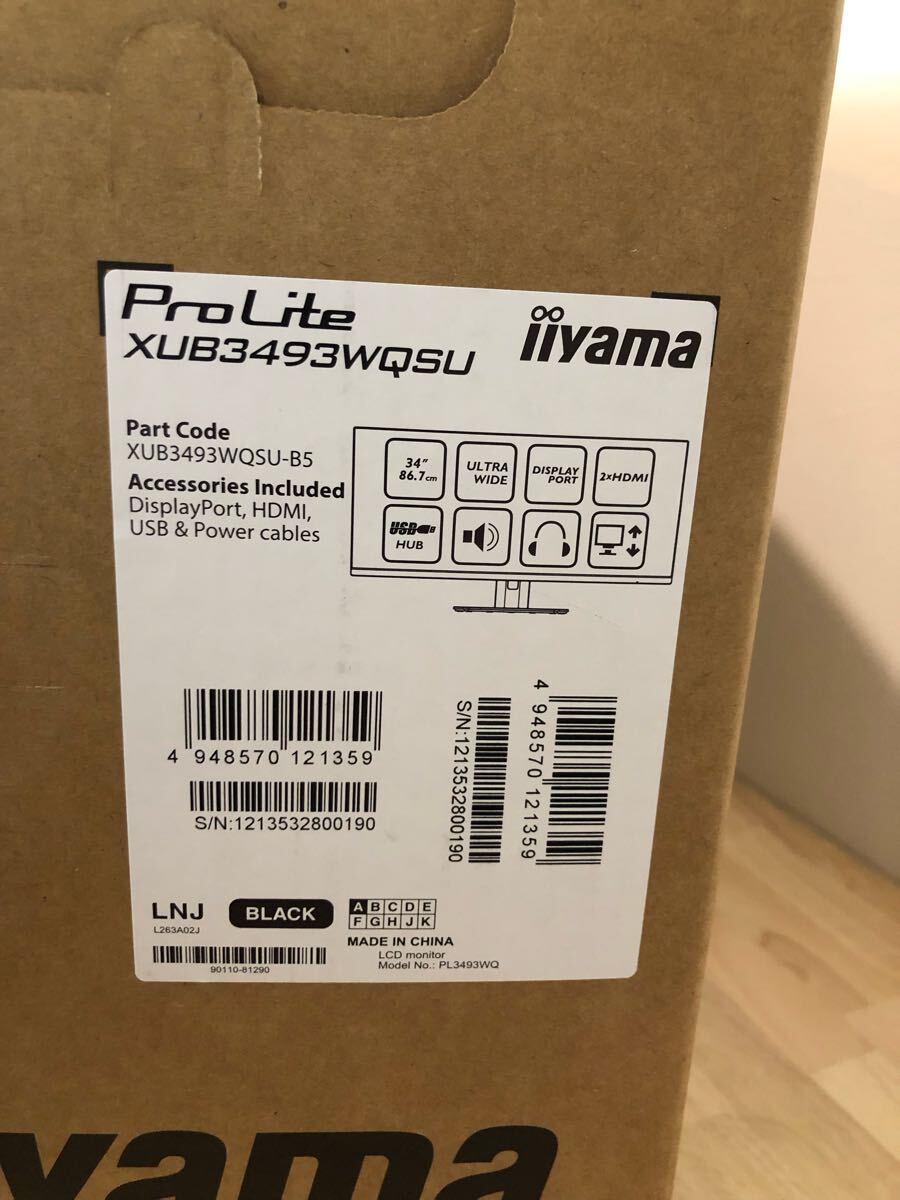 ProLite
XUB3493WQSU
iiyama
Part Code
XUB3493WQSU-B5
Accessories Included
DisplayPort, HDMI,
USB & Power cables
34"
86.7cm
ULTRA
WIDE
DISPLAY
PORT
2xHDMI
USB
HUB
4 948570 121359
S/N:1213532800190
S/N:1213532800190
4 948570 121359
LNJ
L263A02J
BLACK
A B C D E
F G H J K
MADE IN CHINA
LCD monitor
Model No.: PL3493WQ
90110-81290
yama